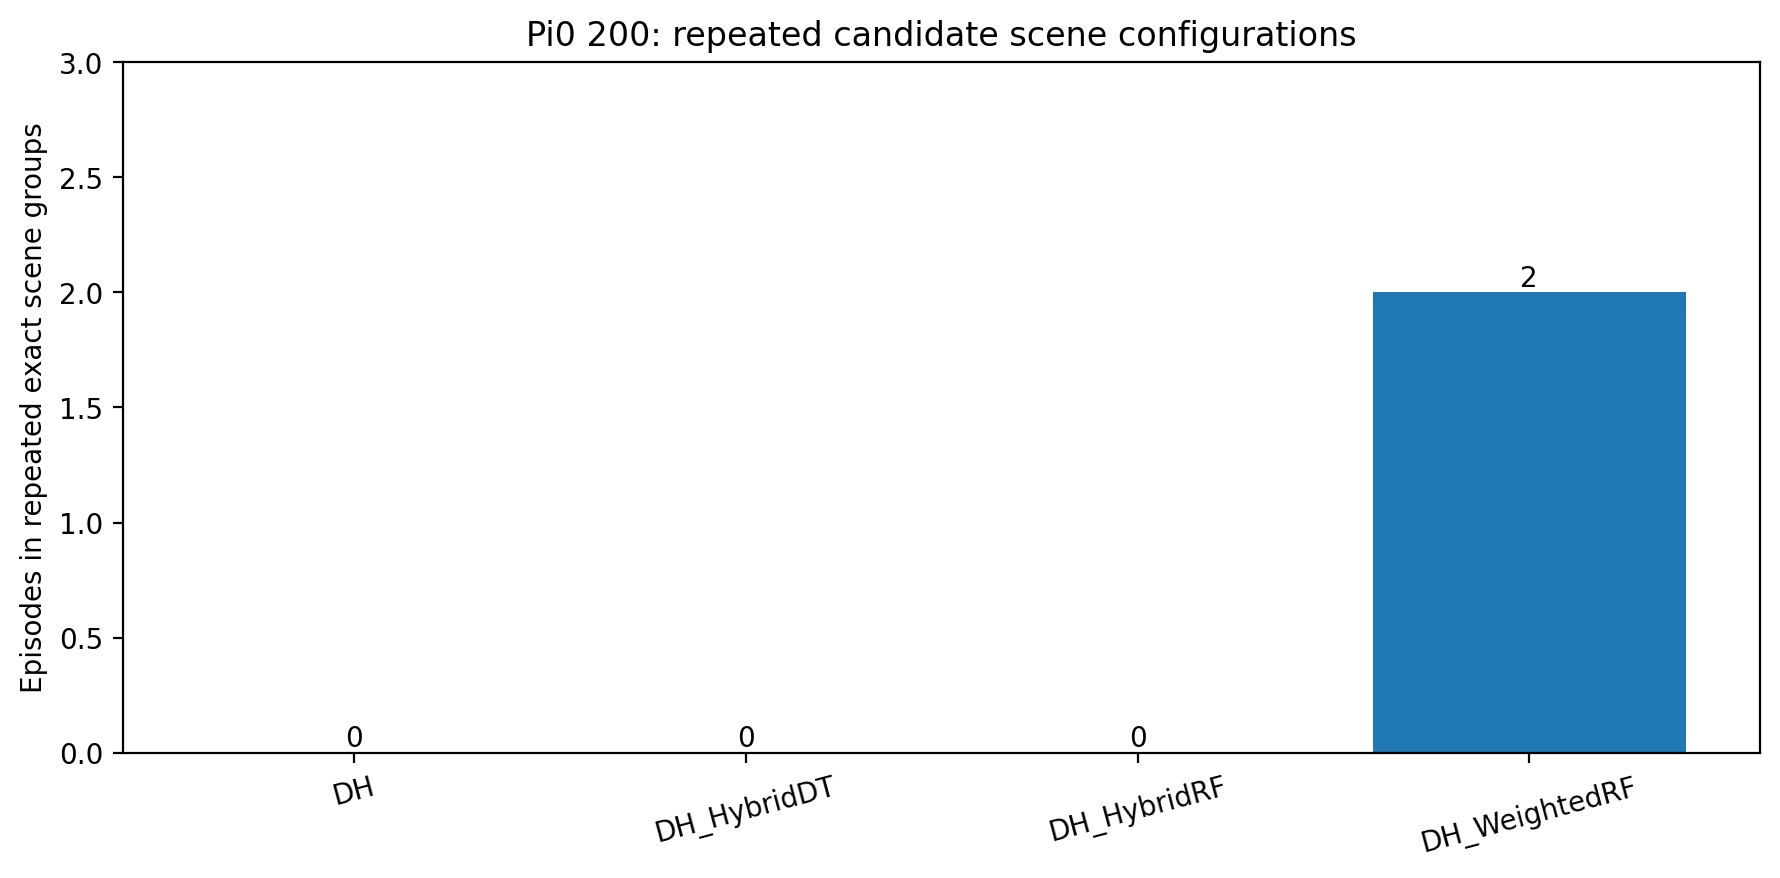 Pi0 200: repeated candidate scene configurations
Episodes in repeated exact scene groups
3.0
2.5
2.0
1.5
1.0
0.5
0.0
0
0
0
2
DH
DH_HybridDT
DH_HybridRF
DH_WeightedRF